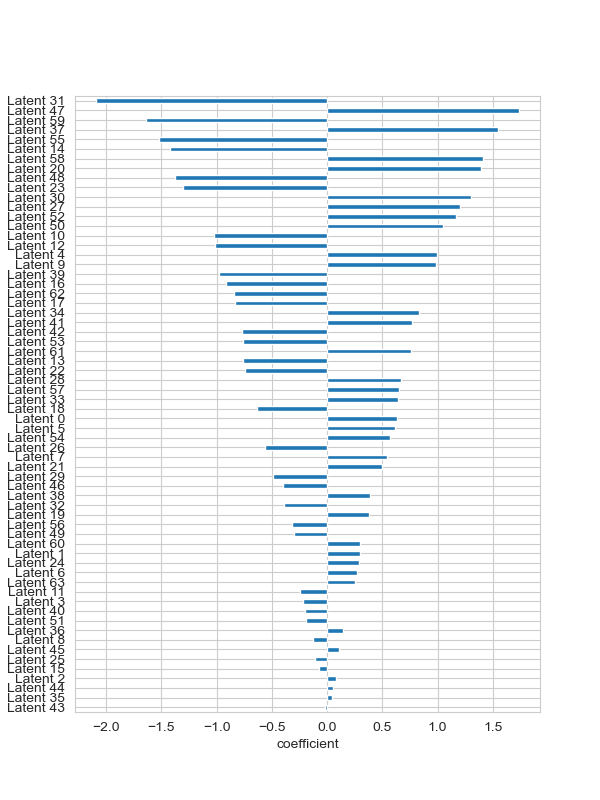 Latent 31
Latent 47
Latent 59
Latent 37
Latent 55
Latent 14
Latent 58
Latent 20
Latent 48
Latent 23
Latent 30
Latent 27
Latent 52
Latent 50
Latent 10
Latent 12
Latent 4
Latent 9
Latent 39
Latent 16
Latent 62
Latent 17
Latent 34
Latent 41
Latent 42
Latent 53
Latent 61
Latent 13
Latent 22
Latent 28
Latent 57
Latent 33
Latent 18
Latent 0
Latent 5
Latent 54
Latent 26
Latent 7
Latent 21
Latent 29
Latent 46
Latent 38
Latent 32
Latent 19
Latent 56
Latent 49
Latent 60
Latent 1
Latent 24
Latent 6
Latent 63
Latent 11
Latent 3
Latent 40
Latent 51
Latent 36
Latent 8
Latent 45
Latent 25
Latent 15
Latent 2
Latent 44
Latent 35
Latent 43
−2.0 −1.5 −1.0 −0.5 0.0 0.5 1.0 1.5
coefficient